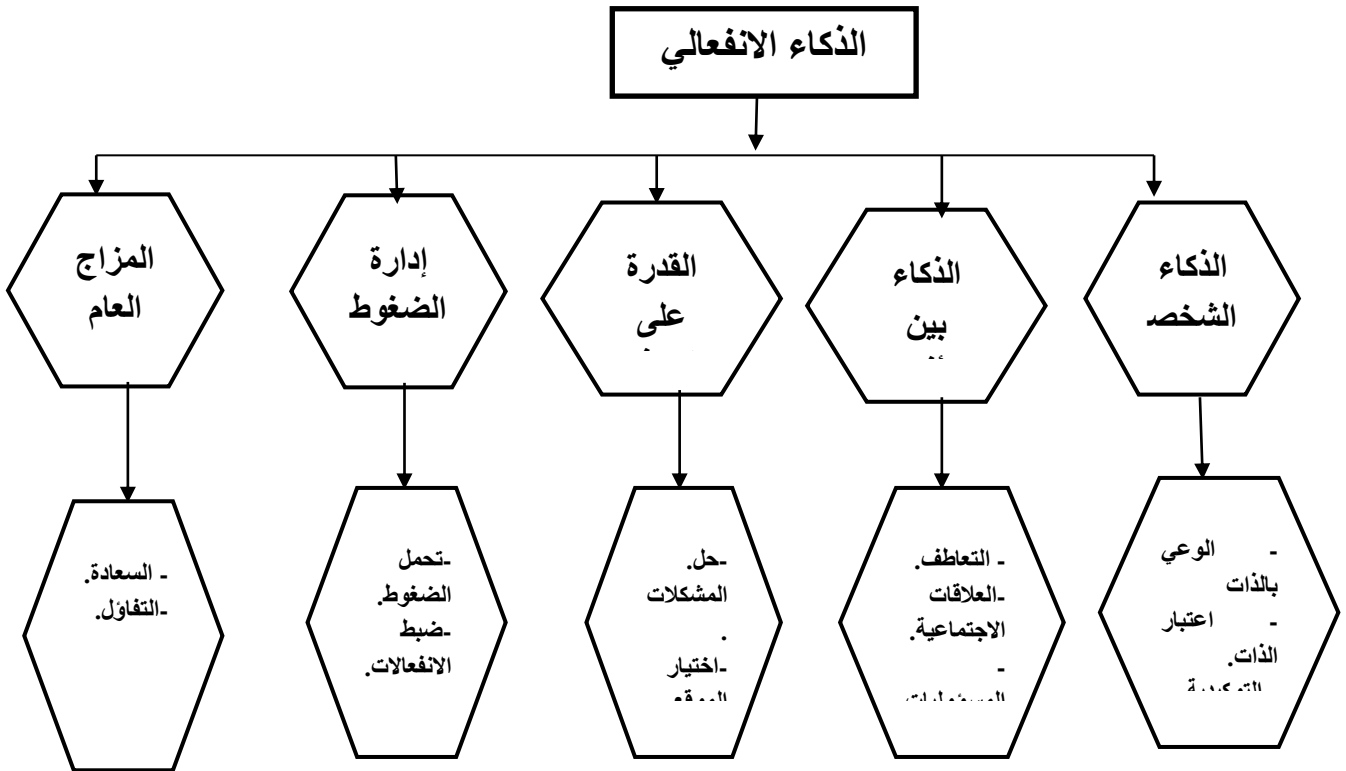 الذكاء الانفعالي
الذكاء
الشخصـ
الذكاء
بين
القدرة
على
إدارة
الضغوط
المزاج
العام
- الوعي
بالذات
- اعتبار
الذات.
- التعاطف.
-العلاقات
الاجتماعية.
-
-حل.
المشكلات
.
-اختيار
-تحمل
الضغوط.
-ضبط
الانفعالات.
- السعادة.
-التفاؤل.